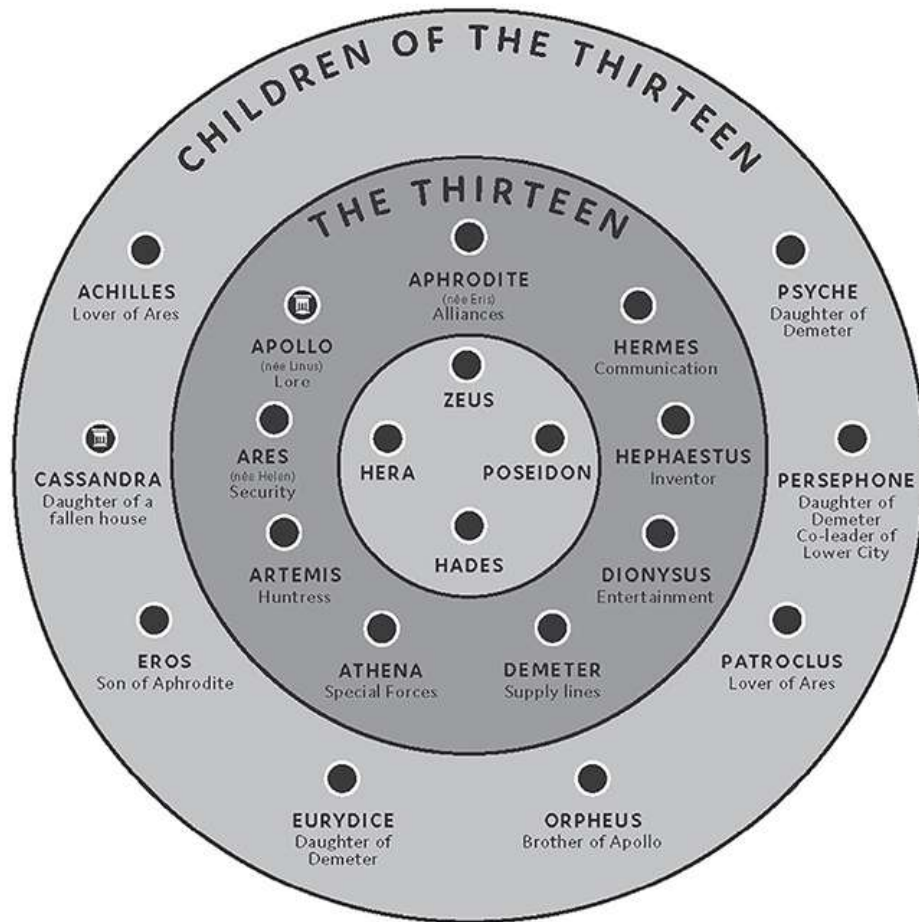 CHILDREN OF THE THIRTEEN
THE THIRTEEN
APHRODITE
(née Eris)
Alliances
APOLLO
(née Linus)
Lore
HERMES
Communication
ARES
(née Helen)
Security
HEPHAESTUS
Inventor
ARTEMIS
Huntress
DIONYSUS
Entertainment
ATHENA
Special Forces
DEMETER
Supply lines
ZEUS
HERA
POSEIDON
HADES
ACHILLES
Lover of Ares
PSYCHE
Daughter of
Demeter
CASSANDRA
Daughter of a
fallen house
PERSEPHONE
Daughter of
Demeter
Co-leader of
Lower City
EROS
Son of Aphrodite
PATROCLUS
Lover of Ares
EURYDICE
Daughter of
Demeter
ORPHEUS
Brother of Apollo